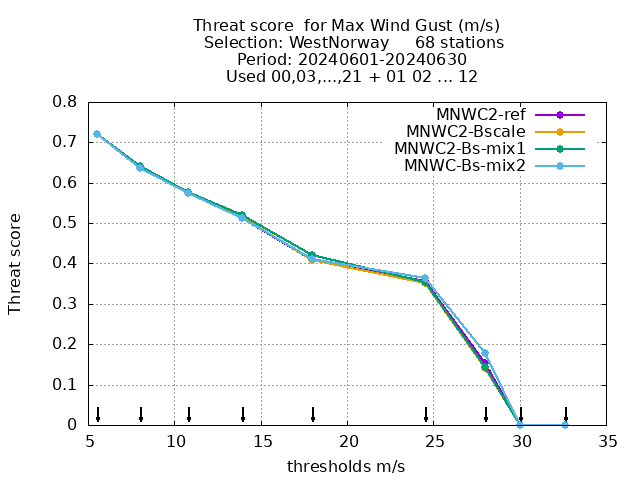 Threat score  for Max Wind Gust (m/s)
Selection: WestNorway     68 stations
Period: 20240601-20240630
Used 00,03,...,21 + 01 02 ... 12
MNWC2-ref
MNWC2-Bscale
MNWC2-Bs-mix1
MNWC-Bs-mix2
Threat score
0.8
0.7
0.6
0.5
0.4
0.3
0.2
0.1
0
5 10 15 20 25 30 35
thresholds m/s